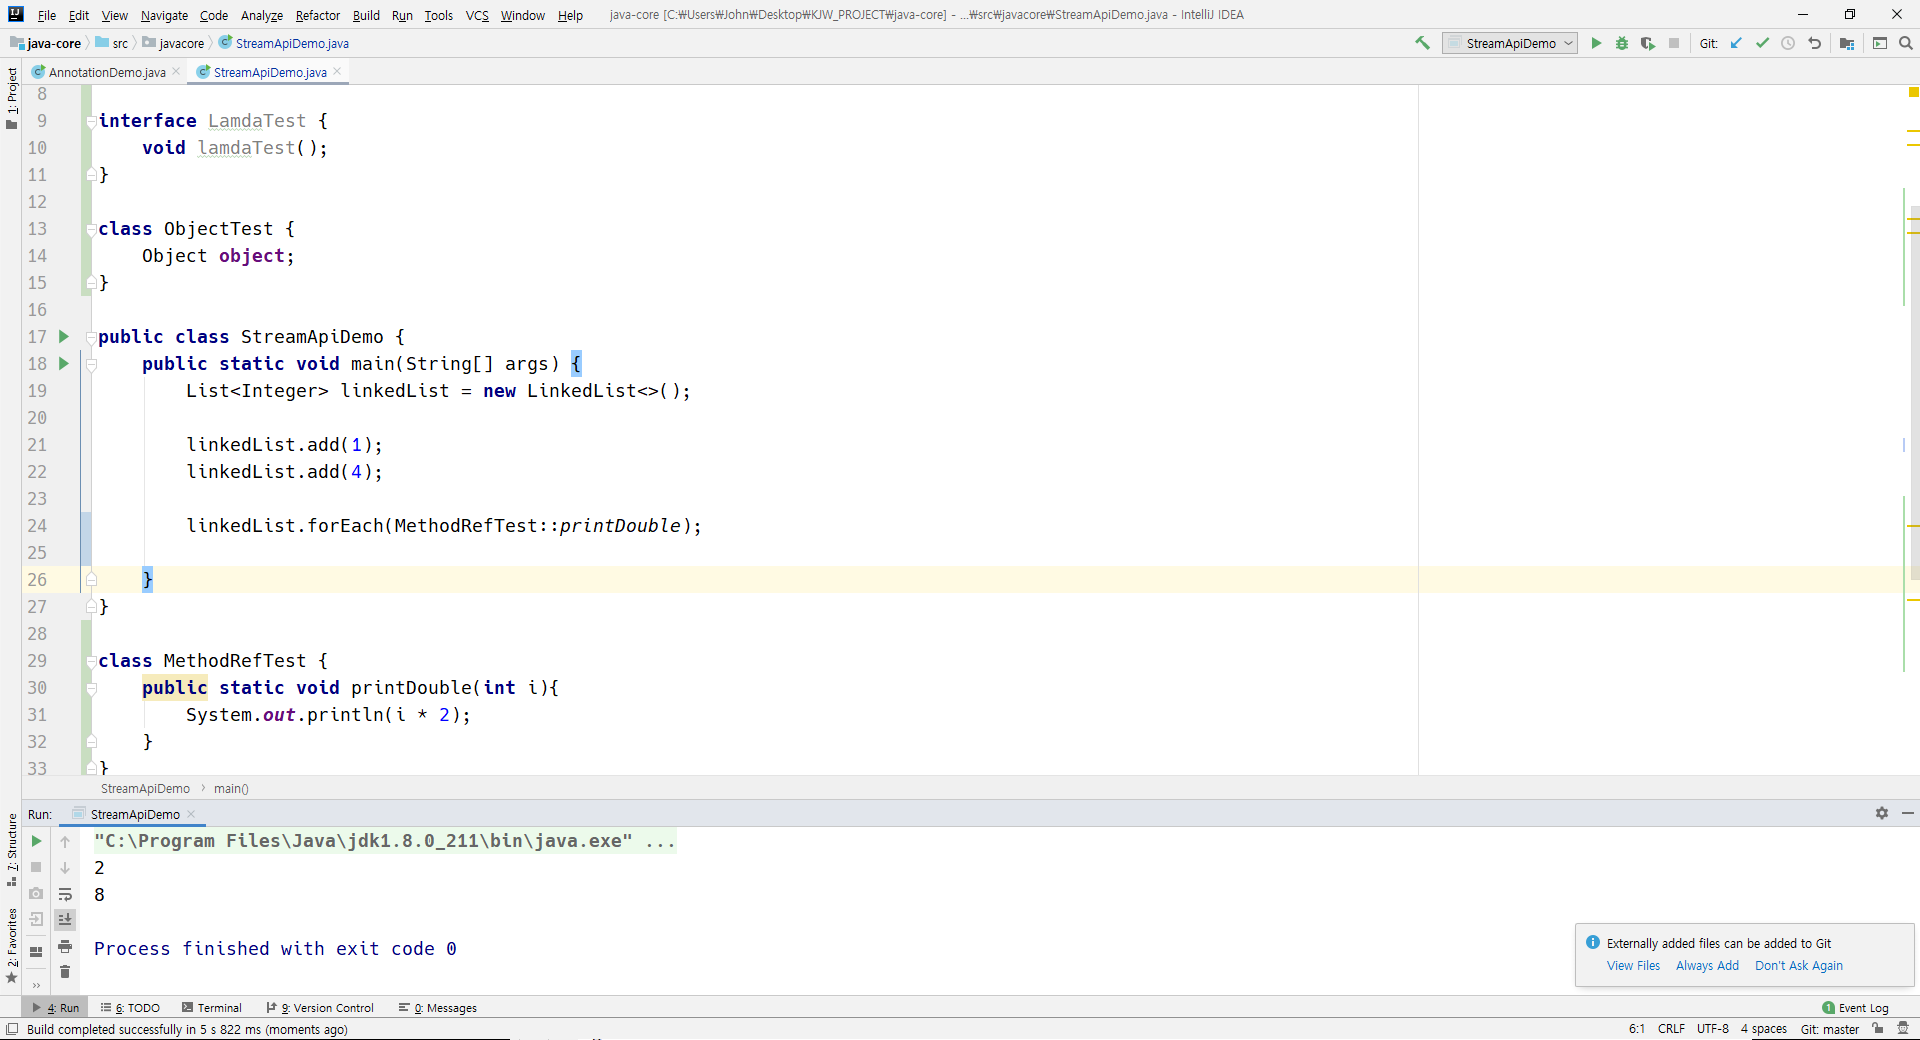 File Edit View Navigate Code Analyze Refactor Build Run Tools VCS Window Help java-core [C:₩Users₩John₩Desktop₩KJW_PROJECT₩java-core] - ...₩src₩javacore₩StreamApiDemo.java - IntelliJ IDEA
java-core src javacore StreamApiDemo.java StreamApiDemo Git:
AnnotationDemo.java StreamApiDemo.java
1: Project
8
9 interface LamdaTest {
10 void lamdaTest();
11 }
12
13 class ObjectTest {
14 Object object;
15 }
16
17 public class StreamApiDemo {
18 public static void main(String[] args) {
19 List<Integer> linkedList = new LinkedList<>();
20
21 linkedList.add(1);
22 linkedList.add(4);
23
24 linkedList.forEach(MethodRefTest::printDouble);
25
26 }
27 }
28
29 class MethodRefTest {
30 public static void printDouble(int i){
31 System.out.println(i * 2);
32 }
33 }
StreamApiDemo main()
Run: StreamApiDemo
7: Structure
2: Favorites
"C:\Program Files\Java\jdk1.8.0_211\bin\java.exe" ...
2
8
Process finished with exit code 0
Externally added files can be added to Git
View Files Always Add Don't Ask Again
4: Run 6: TODO Terminal 9: Version Control 0: Messages 1 Event Log
Build completed successfully in 5 s 822 ms (moments ago) 6:1 CRLF UTF-8 4 spaces Git: master